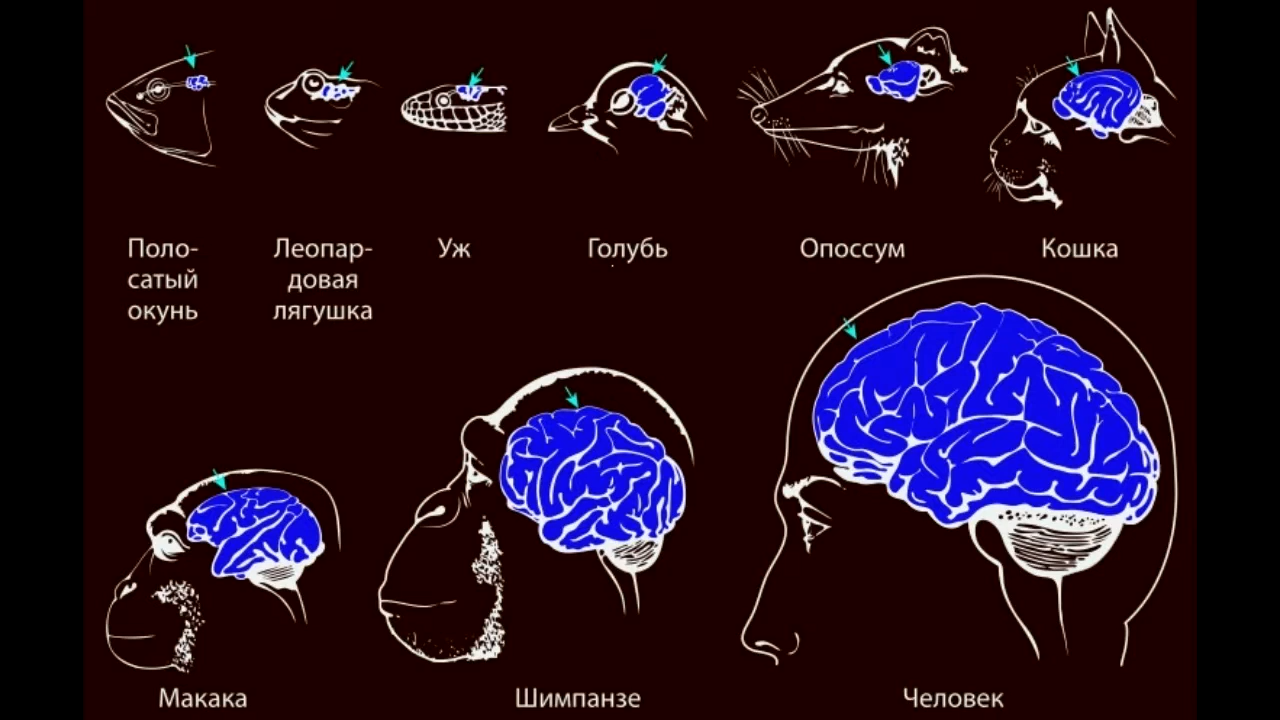 Поло-
сатый
окунь
Леопар-
довая
лягушка
Уж
Голубь
Опоссум
Кошка
Макака
Шимпанзе
Человек